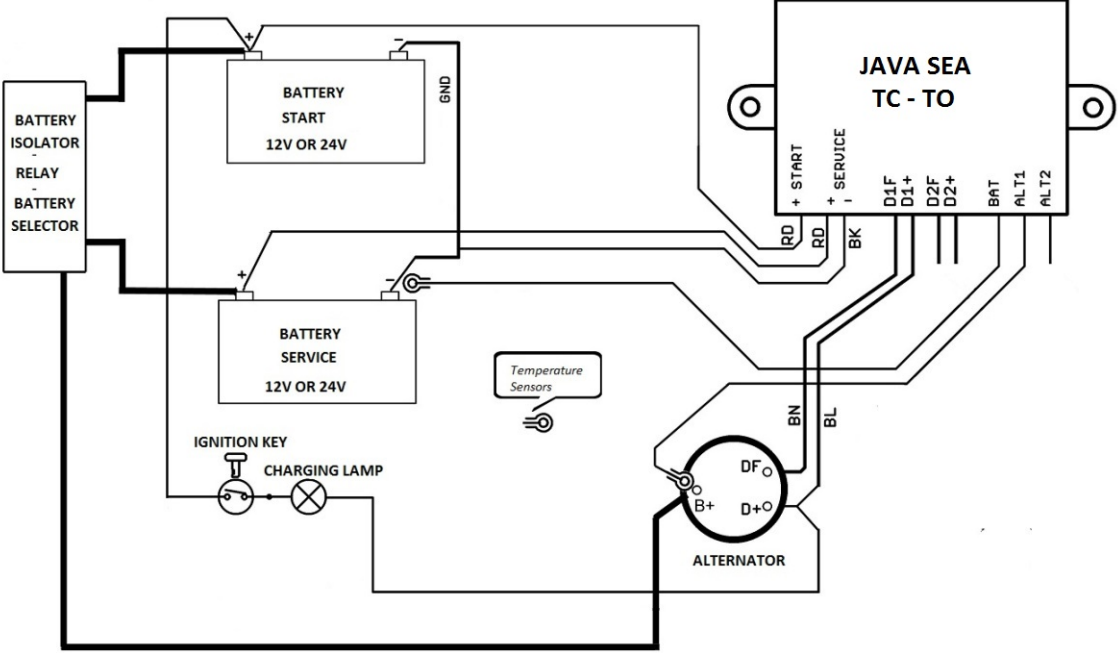 JAVA SEA
TC - TO
+ START
+ SERVICE
-
D1F
D1+
D2F
D2+
BAT
ALT1
ALT2
RD
RD
BK
+
-
BATTERY
START
12V OR 24V
GND
BATTERY
ISOLATOR
-
RELAY
-
BATTERY
SELECTOR
+
-
BATTERY
SERVICE
12V OR 24V
Temperature
Sensors
BN
BL
IGNITION KEY
CHARGING LAMP
DF
B+
D+
ALTERNATOR